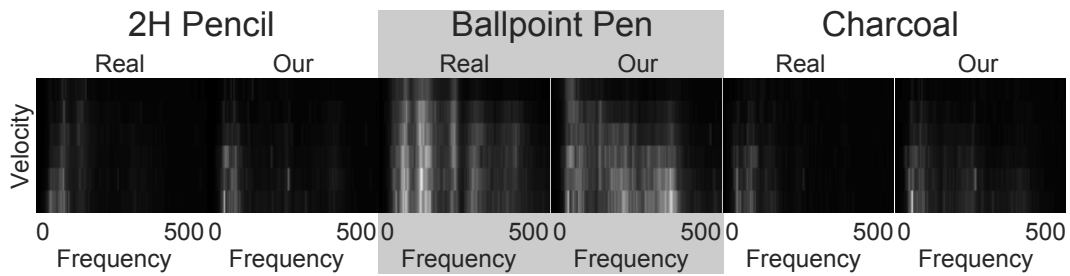 2H Pencil Ballpoint Pen Charcoal
Real Our Real Our Real Our
Velocity
0 500 0 500 0 500 0 500 0 500 0 500
Frequency Frequency Frequency Frequency Frequency Frequency